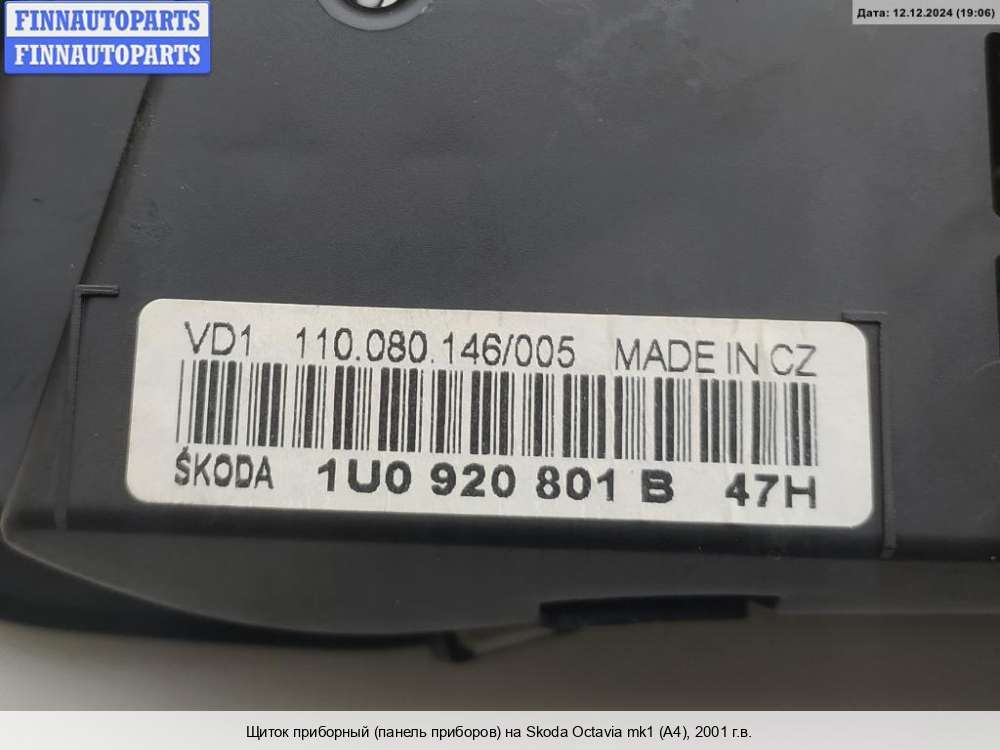 FINNAUTOPARTS
FINNAUTOPARTS
Дата: 12.12.2024 (19:06)
VD1 110.080.146/005 MADE IN CZ
ŠKODA 1U0 920 801 B 47H
Щиток приборный (панель приборов) на Skoda Octavia mk1 (A4), 2001 г.в.